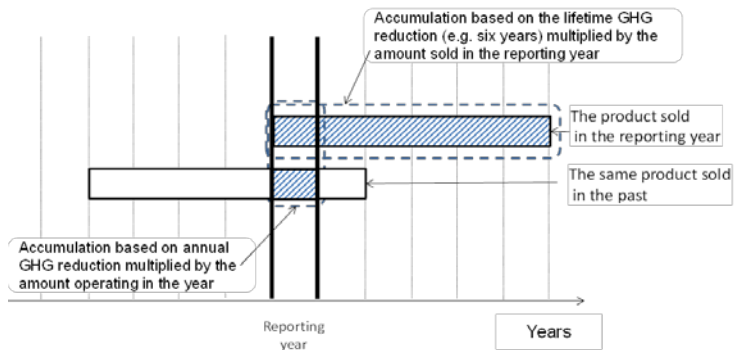 Accumulation based on the lifetime GHG
reduction (e.g. six years) multiplied by the
amount sold in the reporting year
The product sold
in the reporting year
The same product sold
in the past
Accumulation based on annual
GHG reduction multiplied by the
amount operating in the year
Reporting
year
Years